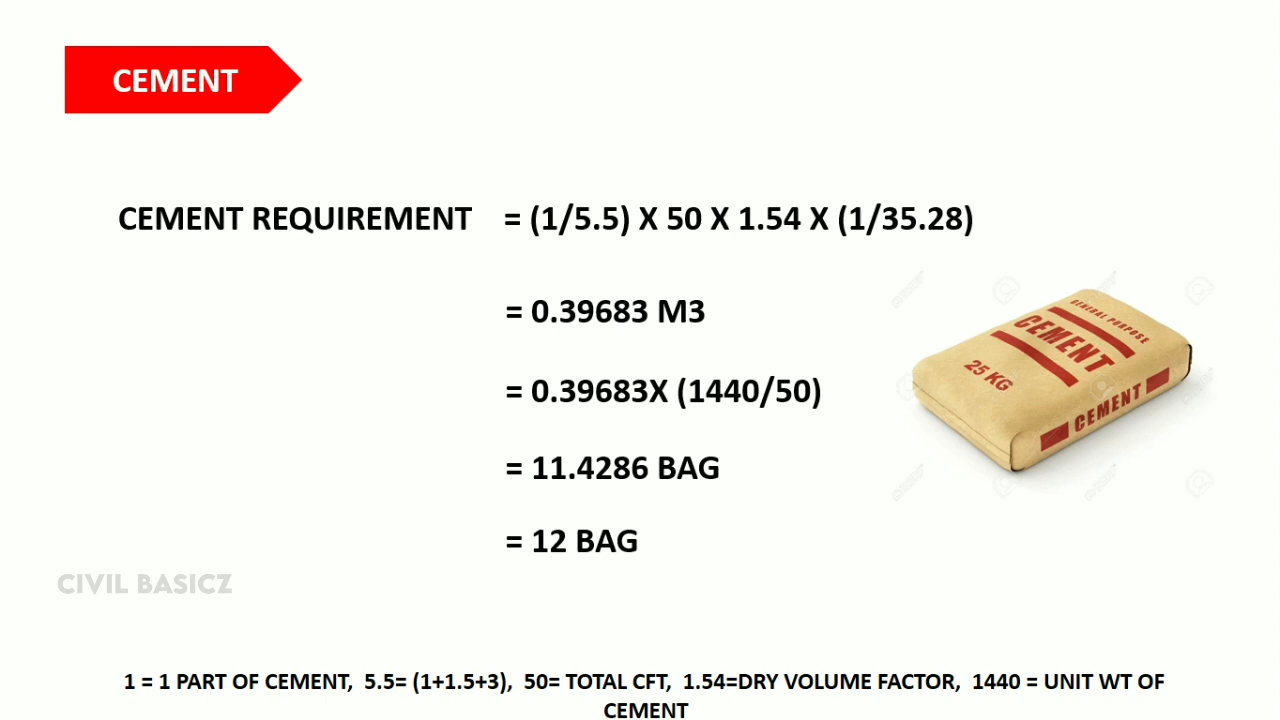 CEMENT
CEMENT REQUIREMENT = (1/5.5) X 50 X 1.54 X (1/35.28)
= 0.39683 M3
= 0.39683X (1440/50)
= 11.4286 BAG
= 12 BAG
GENERAL PURPOSE
CEMENT
25 KG
CEMENT
CIVIL BASICZ
1 = 1 PART OF CEMENT, 5.5= (1+1.5+3), 50= TOTAL CFT, 1.54=DRY VOLUME FACTOR, 1440 = UNIT WT OF
CEMENT